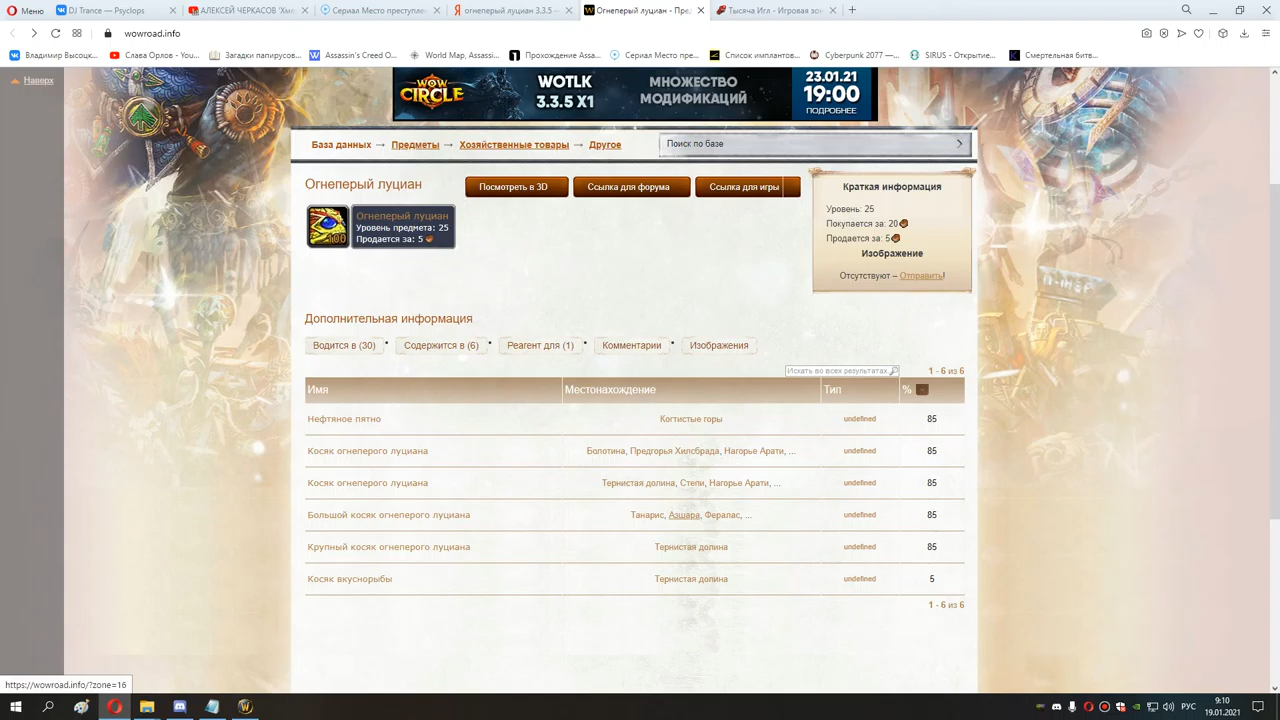 Меню
DJ Trance — Psyclops
АЛЕКСЕЙ ЧЕРКАСОВ 'Хм
Сериал Место преступлен
огнеперый луциан 3.3.5 —
Огнеперый луциан - Пред
Тысяча Игл - Игровая зон
wowroad.info
Владимир Высоцк...
Слава Орлов - You...
Загадки папирусов...
Assassin's Creed O...
World Map, Assassi...
Прохождение Assa...
Сериал Место пре...
Список имплантов...
Cyberpunk 2077 —...
SIRUS - Открытие...
Смертельная битв...
Наверх
WOW CIRCLE
WOTLK 3.3.5 X1
МНОЖЕСТВО МОДИФИКАЦИЙ
23.01.21
19:00
ПОДРОБНЕЕ
База данных → Предметы → Хозяйственные товары → Другое
Поиск по базе
Огнеперый луциан
Посмотреть в 3D
Ссылка для форума
Ссылка для игры
100
Огнеперый луциан
Уровень предмета: 25
Продается за: 5
Краткая информация
Уровень: 25
Покупается за: 20
Продается за: 5
Изображение
Отсутствуют – Отправить!
Дополнительная информация
Водится в (30) • Содержится в (6) • Реагент для (1) • Комментарии • Изображения
Искать во всех результатах
1 - 6 из 6
Имя Местонахождение Тип %
Нефтяное пятно Когтистые горы undefined 85
Косяк огнеперого луциана Болотина, Предгорья Хилсбрада, Нагорье Арати, ... undefined 85
Косяк огнеперого луциана Тернистая долина, Степи, Нагорье Арати, ... undefined 85
Большой косяк огнеперого луциана Танарис, Азшара, Фералас, ... undefined 85
Крупный косяк огнеперого луциана Тернистая долина undefined 85
Косяк вкуснорыбы Тернистая долина undefined 5
1 - 6 из 6
https://wowroad.info/?zone=16
РУС
9:10
19.01.2021